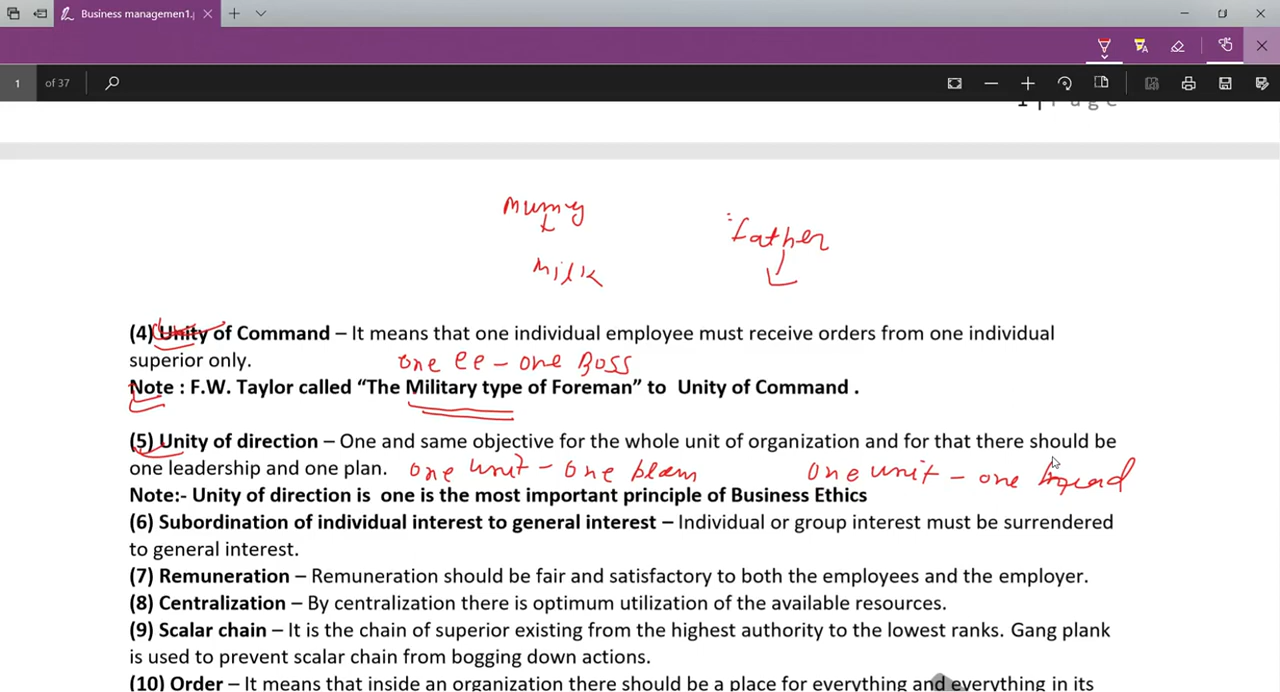 Business management1.p
1 of 37
1 | P a g e
Mumy
Father
Milk
(4) Unity of Command – It means that one individual employee must receive orders from one individual
superior only.
One ee – One Boss
Note : F.W. Taylor called “The Military type of Foreman” to Unity of Command .
(5) Unity of direction – One and same objective for the whole unit of organization and for that there should be
one leadership and one plan.
One unit – One plan
One unit – one head
Note:- Unity of direction is one is the most important principle of Business Ethics
(6) Subordination of individual interest to general interest – Individual or group interest must be surrendered
to general interest.
(7) Remuneration – Remuneration should be fair and satisfactory to both the employees and the employer.
(8) Centralization – By centralization there is optimum utilization of the available resources.
(9) Scalar chain – It is the chain of superior existing from the highest authority to the lowest ranks. Gang plank
is used to prevent scalar chain from bogging down actions.
(10) Order – It means that inside an organization there should be a place for everything and everything in its